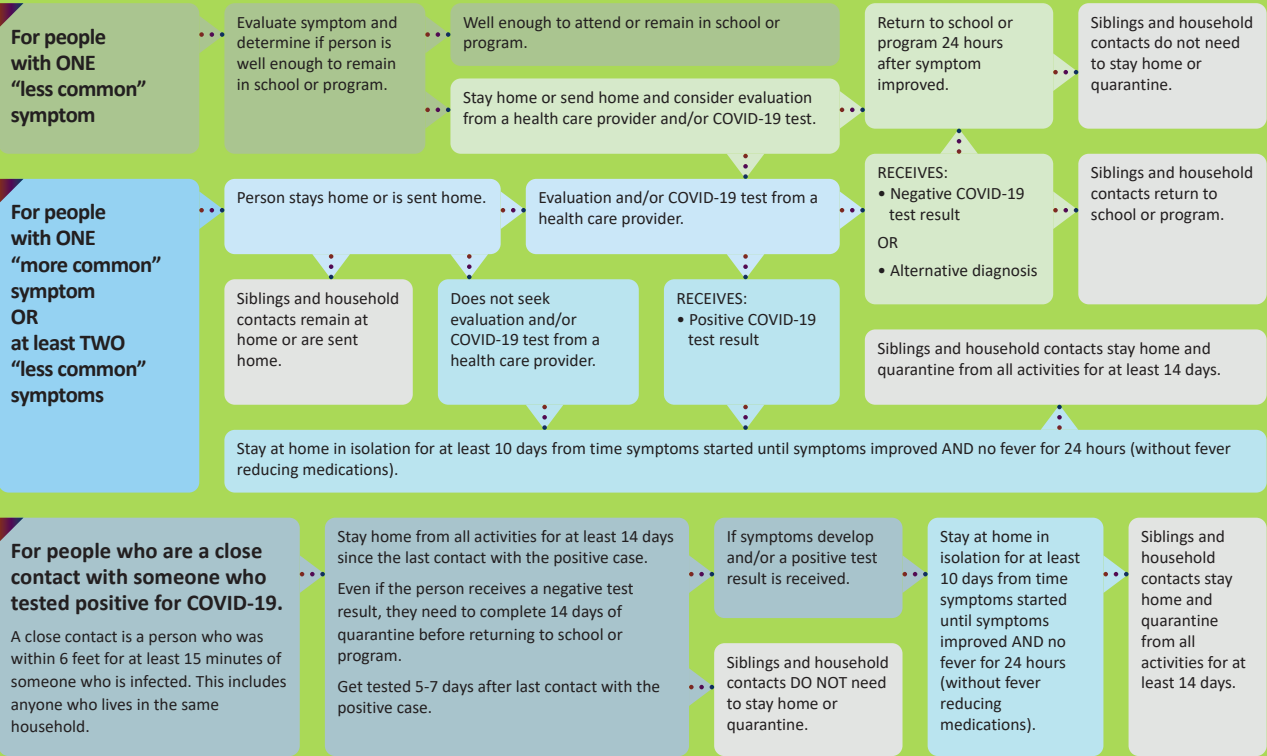 For people
with ONE
“less common”
symptom
Evaluate symptom and
determine if person is
well enough to remain
in school or program.
Well enough to attend or remain in school or
program.
Stay home or send home and consider evaluation
from a health care provider and/or COVID-19 test.
Return to school or
program 24 hours
after symptom
improved.
Siblings and household
contacts do not need
to stay home or
quarantine.
For people
with ONE
“more common”
symptom
OR
at least TWO
“less common”
symptoms
Person stays home or is sent home.
Evaluation and/or COVID-19 test from a
health care provider.
RECEIVES:
• Negative COVID-19
test result
OR
• Alternative diagnosis
Siblings and household
contacts return to
school or program.
Siblings and household
contacts remain at
home or are sent
home.
Does not seek
evaluation and/or
COVID-19 test from a
health care provider.
RECEIVES:
• Positive COVID-19
test result
Siblings and household contacts stay home and
quarantine from all activities for at least 14 days.
Stay at home in isolation for at least 10 days from time symptoms started until symptoms improved AND no fever for 24 hours (without fever
reducing medications).
For people who are a close
contact with someone who
tested positive for COVID-19.
A close contact is a person who was
within 6 feet for at least 15 minutes of
someone who is infected. This includes
anyone who lives in the same
household.
Stay home from all activities for at least 14 days
since the last contact with the positive case.
Even if the person receives a negative test
result, they need to complete 14 days of
quarantine before returning to school or
program.
Get tested 5-7 days after last contact with the
positive case.
If symptoms develop
and/or a positive test
result is received.
Siblings and household
contacts DO NOT need
to stay home or
quarantine.
Stay at home in
isolation for at least
10 days from time
symptoms started
until symptoms
improved AND no
fever for 24 hours
(without fever
reducing
medications).
Siblings and
household
contacts stay
home and
quarantine
from all
activities for at
least 14 days.